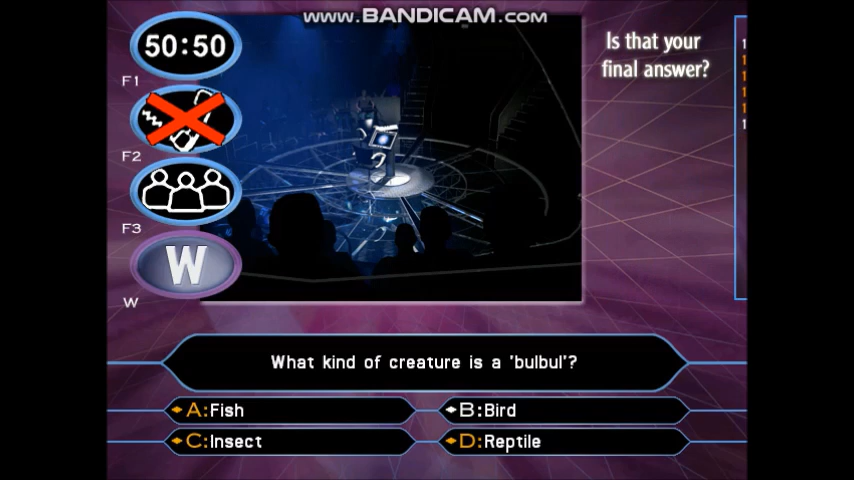 www.BANDICAM.com
50:50
F1
F2
F3
W
W
Is that your
final answer?
What kind of creature is a 'bulbul'?
A:Fish
B:Bird
C:Insect
D:Reptile